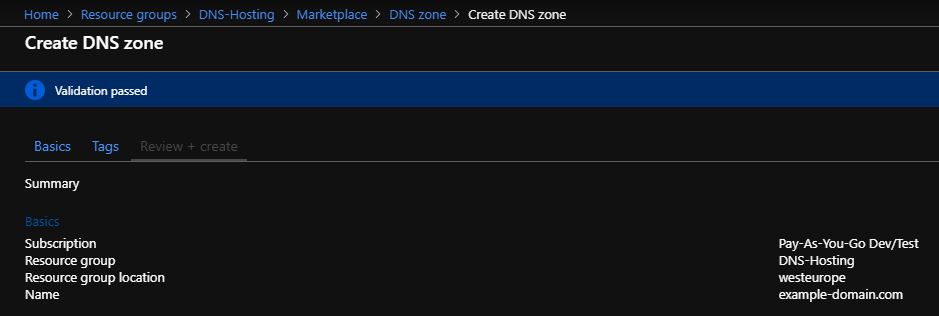 Home > Resource groups > DNS-Hosting > Marketplace > DNS zone > Create DNS zone
Create DNS zone
Validation passed
Basics Tags Review + create
Summary
Basics
Subscription Pay-As-You-Go Dev/Test
Resource group DNS-Hosting
Resource group location westeurope
Name example-domain.com